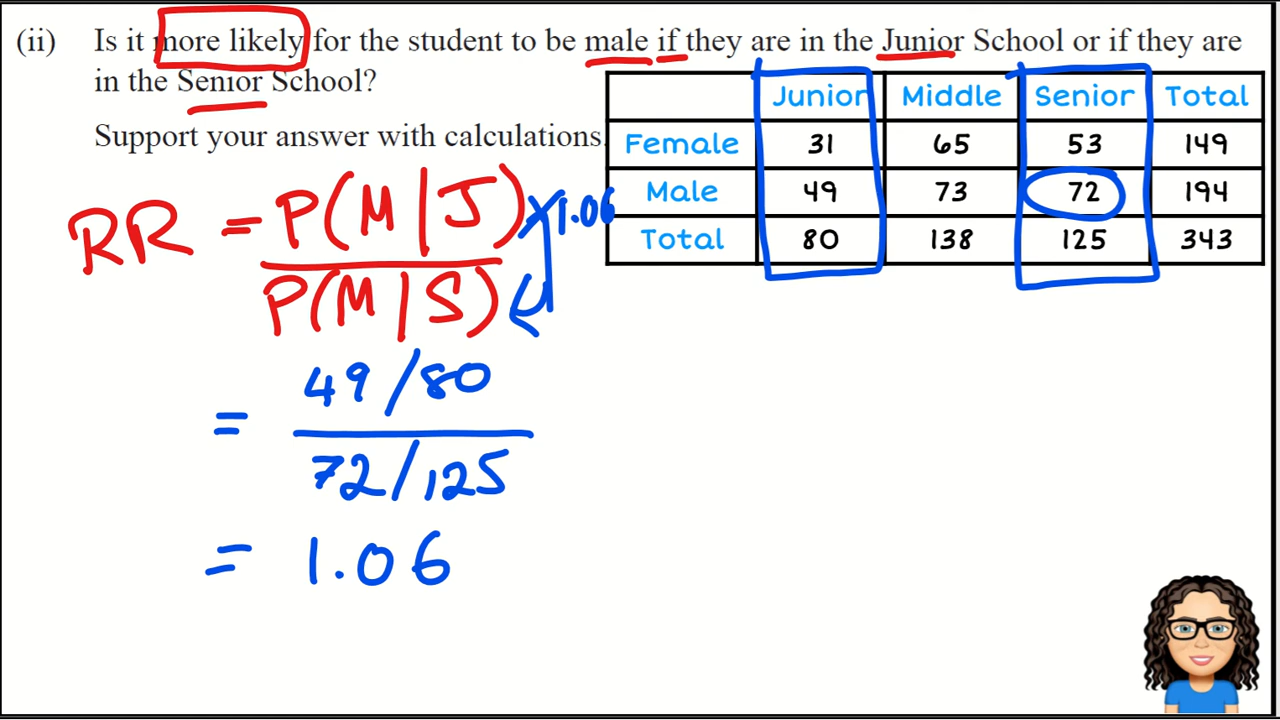 (ii) Is it more likely for the student to be male if they are in the Junior School or if they are
in the Senior School?
Support your answer with calculations.
Junior Middle Senior Total
Female 31 65 53 149
Male 49 73 72 194
Total 80 138 125 343
RR = P(M|J)
P(M|S)
×1.06
= 49/80
72/125
= 1.06